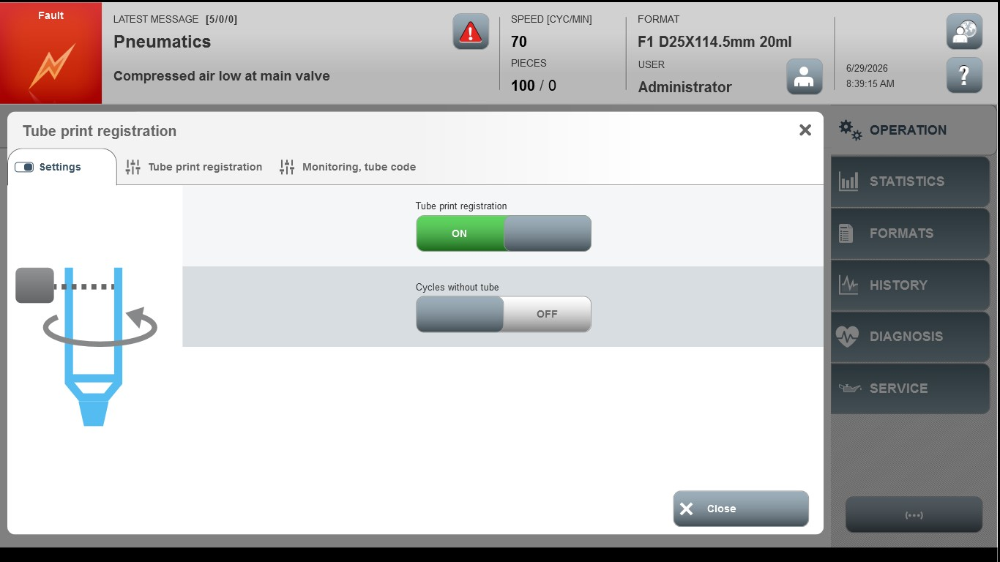 Fault
LATEST MESSAGE [5/0/0]
Pneumatics
Compressed air low at main valve
SPEED [CYC/MIN]
70
PIECES
100 / 0
FORMAT
F1 D25X114.5mm 20ml
USER
Administrator
6/29/2026
8:39:15 AM
?
Tube print registration
Settings
Tube print registration
Monitoring, tube code
Tube print registration
ON
Cycles without tube
OFF
Close
OPERATION
STATISTICS
FORMATS
HISTORY
DIAGNOSIS
SERVICE
(•••)